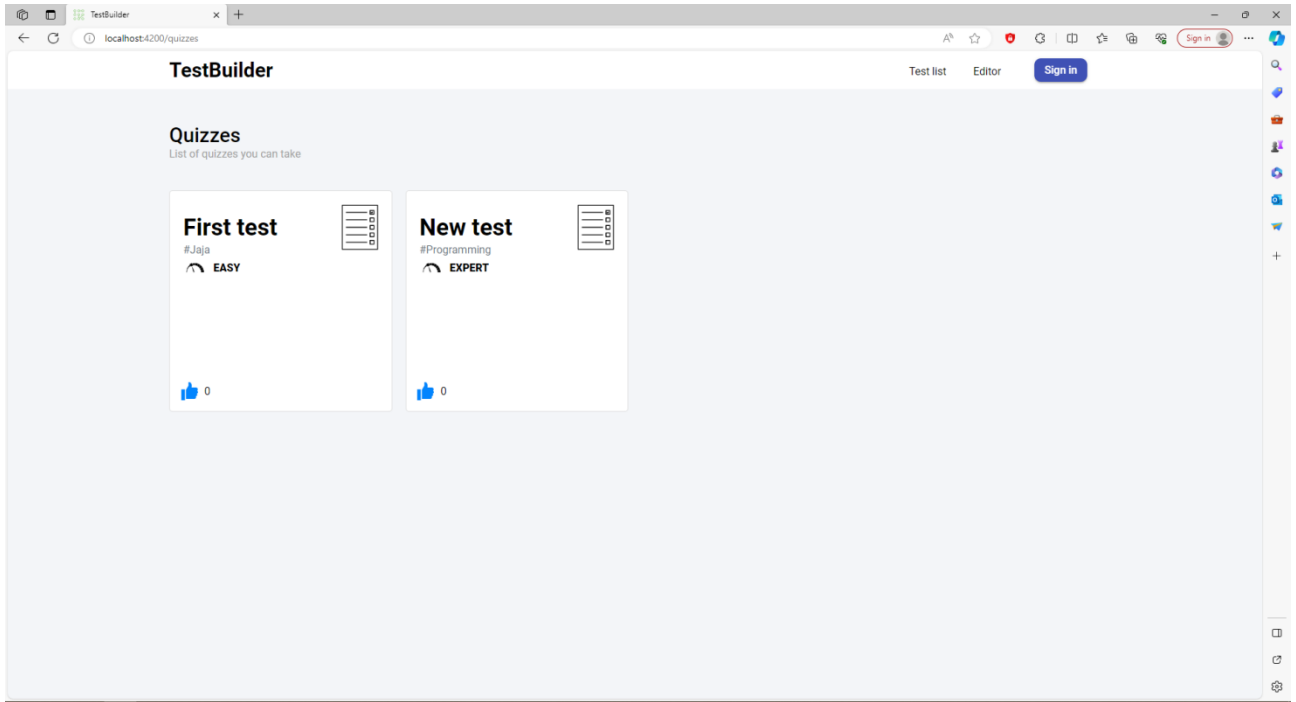 TestBuilder
localhost:4200/quizzes
Sign in
TestBuilder
Test list Editor Sign in
Quizzes
List of quizzes you can take
First test
#Jaja
EASY
0
New test
#Programming
EXPERT
0